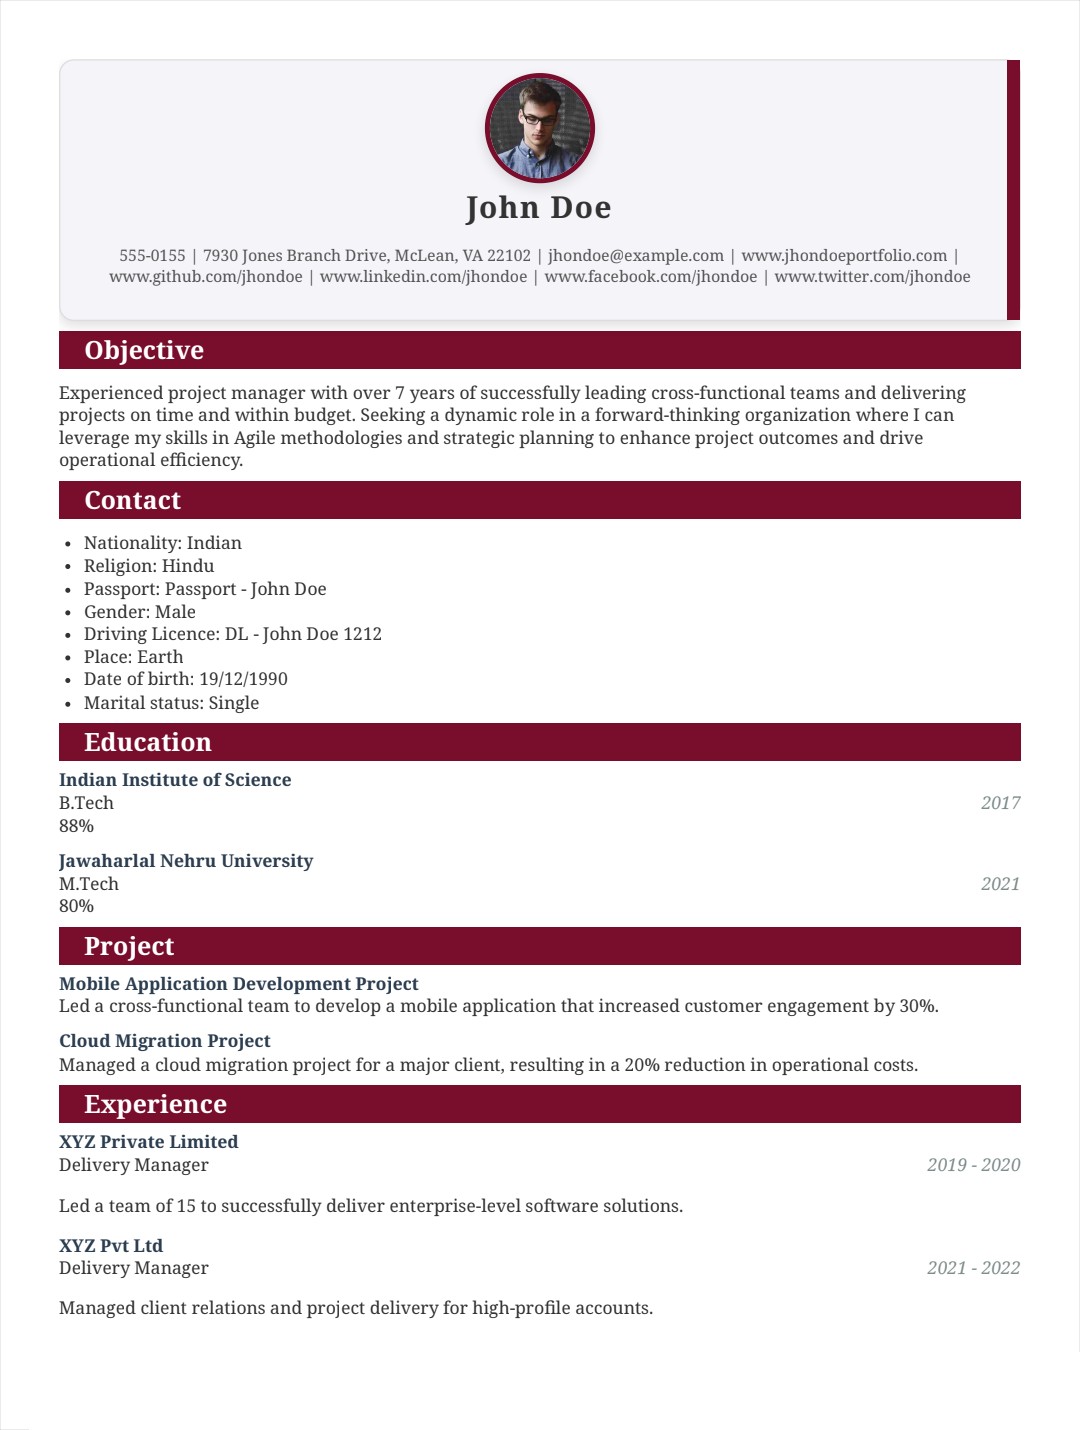 John Doe
555-0155 | 7930 Jones Branch Drive, McLean, VA 22102 | jhondoe@example.com | www.jhondoeportfolio.com |
www.github.com/jhondoe | www.linkedin.com/jhondoe | www.facebook.com/jhondoe | www.twitter.com/jhondoe
Objective
Experienced project manager with over 7 years of successfully leading cross-functional teams and delivering
projects on time and within budget. Seeking a dynamic role in a forward-thinking organization where I can
leverage my skills in Agile methodologies and strategic planning to enhance project outcomes and drive
operational efficiency.
Contact
• Nationality: Indian
• Religion: Hindu
• Passport: Passport - John Doe
• Gender: Male
• Driving Licence: DL - John Doe 1212
• Place: Earth
• Date of birth: 19/12/1990
• Marital status: Single
Education
Indian Institute of Science
B.Tech 2017
88%
Jawaharlal Nehru University
M.Tech 2021
80%
Project
Mobile Application Development Project
Led a cross-functional team to develop a mobile application that increased customer engagement by 30%.
Cloud Migration Project
Managed a cloud migration project for a major client, resulting in a 20% reduction in operational costs.
Experience
XYZ Private Limited
Delivery Manager 2019 - 2020
Led a team of 15 to successfully deliver enterprise-level software solutions.
XYZ Pvt Ltd
Delivery Manager 2021 - 2022
Managed client relations and project delivery for high-profile accounts.